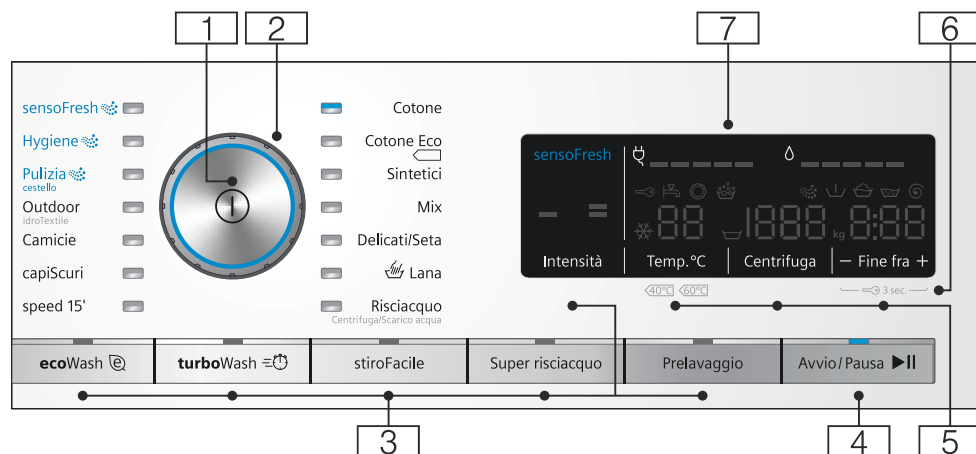 1
2
7
6
sensoFresh
Hygiene
Pulizia
cestello
Outdoor
idroTextile
Camicie
capiScuri
speed 15'
Cotone
Cotone Eco
Sintetici
Mix
Delicati/Seta
Lana
Risciacquo
Centrifuga/Scarico acqua
sensoFresh
88 1888 kg 8:88
Intensità
Temp.°C
Centrifuga
– Fine fra +
40°C 60°C
3 sec.
ecoWash e
turboWash
stiroFacile
Super risciacquo
Prelavaggio
Avvio/Pausa
3
4
5